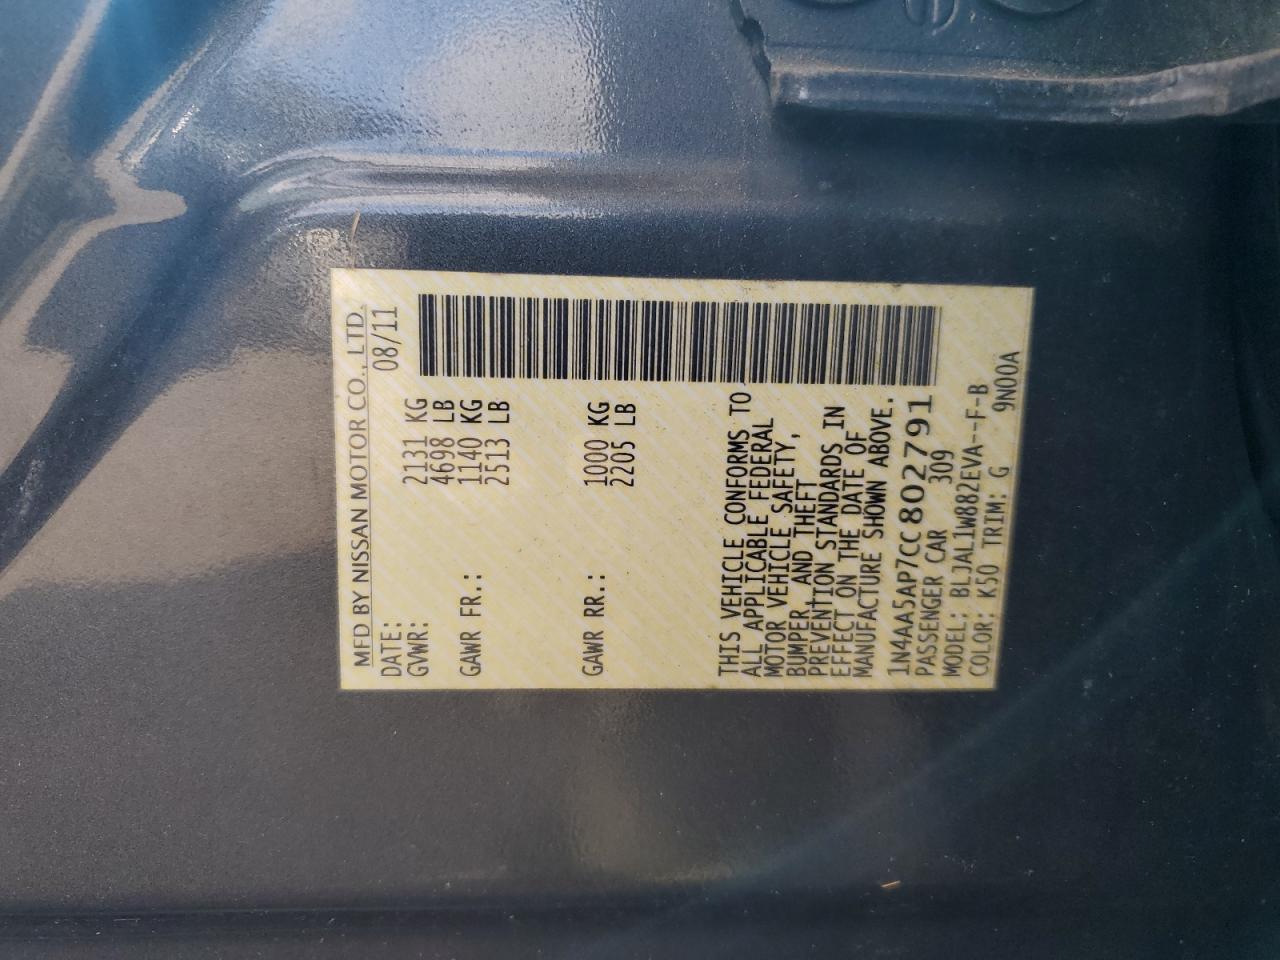 MFD BY NISSAN MOTOR CO., LTD.
DATE: 08/11
GVWR: 2131 KG
4698 LB
GAWR FR.: 1140 KG
2513 LB
GAWR RR.: 1000 KG
2205 LB
THIS VEHICLE CONFORMS TO
ALL APPLICABLE FEDERAL
MOTOR VEHICLE SAFETY,
BUMPER, AND THEFT
PREVENTION STANDARDS IN
EFFECT ON THE DATE OF
MANUFACTURE SHOWN ABOVE.
1N4AA5AP7CC802791
PASSENGER CAR 309
MODEL: BLJAL1W882EVA--F-B
COLOR: K50 TRIM: G 9N00A